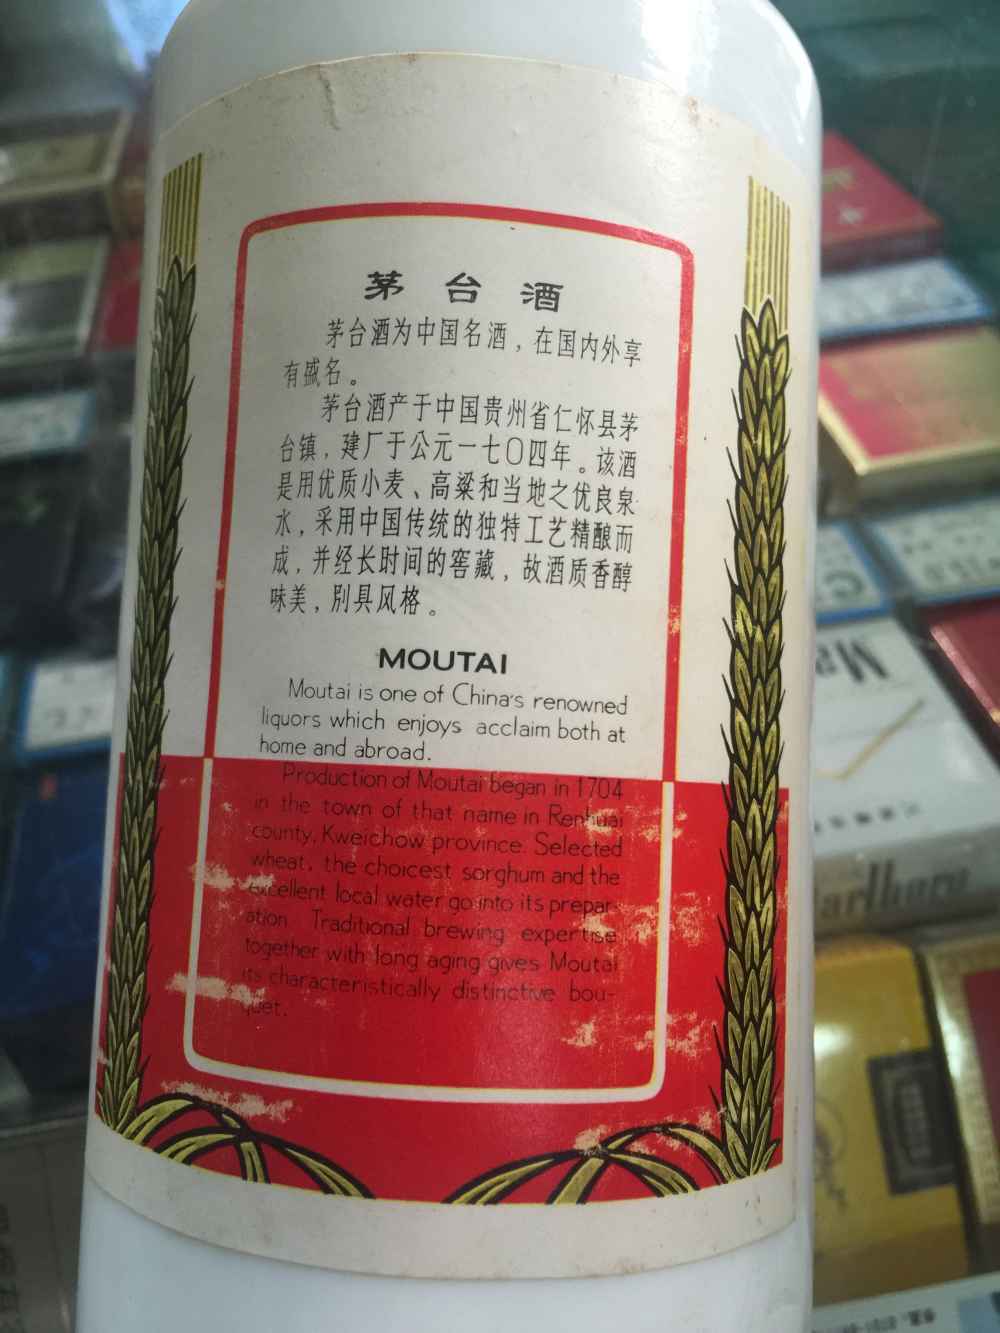 茅台酒
茅台酒为中国名酒，在国内外享
有盛名。
茅台酒产于中国贵州省仁怀县茅
台镇，建厂于公元一七〇四年。该酒
是用优质小麦、高粱和当地之优良泉
水，采用中国传统的独特工艺精酿而
成，并经长时间的窖藏，故酒质香醇
味美，别具风格。
MOUTAI
Moutai is one of China's renowned
liquors which enjoys acclaim both at
home and abroad.
Production of Moutai began in 1704
in the town of that name in Renhuai
county, Kweichow province. Selected
wheat, the choicest sorghum and the
excellent local water go into its prepar-
ation. Traditional brewing expertise
together with long aging gives Moutai
its characteristically distinctive bou-
quet.
Marlboro